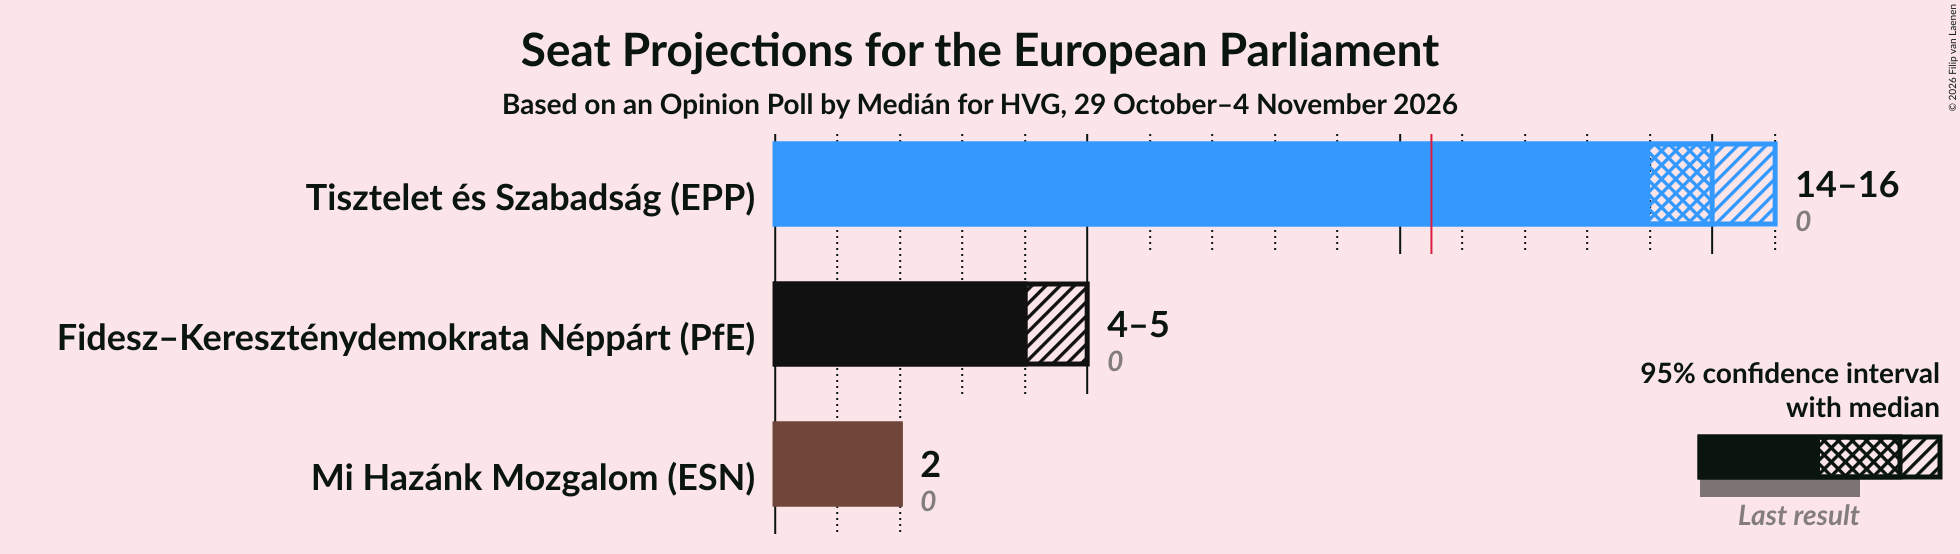 Seat Projections for the European Parliament
Based on an Opinion Poll by Medián for HVG, 29 October–4 November 2026
© 2026 Filip van Laenen
Tisztelet és Szabadság (EPP)
14–16
0
Fidesz–Kereszténydemokrata Néppárt (PfE)
4–5
0
Mi Hazánk Mozgalom (ESN)
2
0
95% confidence interval
with median
Last result